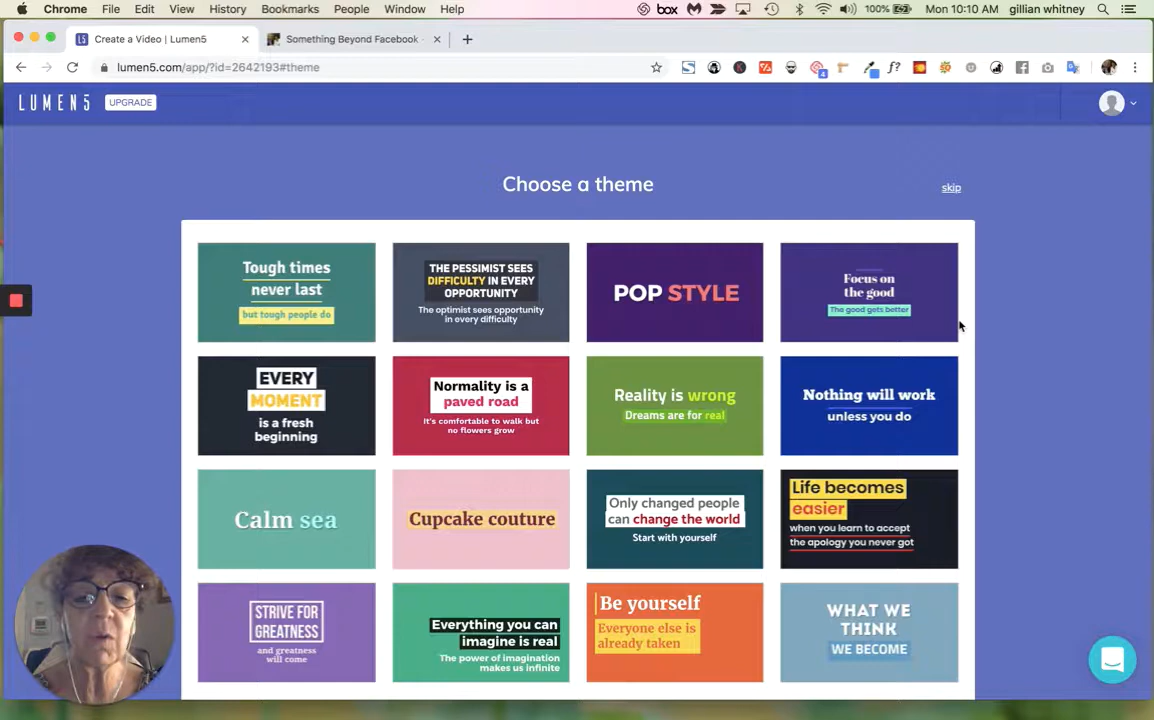 Chrome File Edit View History Bookmarks People Window Help
box 100% Mon 10:10 AM gillian whitney
Create a Video | Lumen5
Something Beyond Facebook
lumen5.com/app/?id=2642193#theme
4
f?
LUMEN5 UPGRADE
Choose a theme
skip
Tough times
never last
but tough people do
THE PESSIMIST SEES
DIFFICULTY IN EVERY
OPPORTUNITY
The optimist sees opportunity
in every difficulty
POP STYLE
Focus on
the good
The good gets better
EVERY
MOMENT
is a fresh
beginning
Normality is a
paved road
It's comfortable to walk but
no flowers grow
Reality is wrong
Dreams are for real
Nothing will work
unless you do
Calm sea
Cupcake couture
Only changed people
can change the world
Start with yourself
Life becomes
easier
when you learn to accept
the apology you never got
STRIVE FOR
GREATNESS
and greatness
will come
Everything you can
imagine is real
The power of imagination
makes us infinite
Be yourself
Everyone else is
already taken
WHAT WE
THINK
WE BECOME